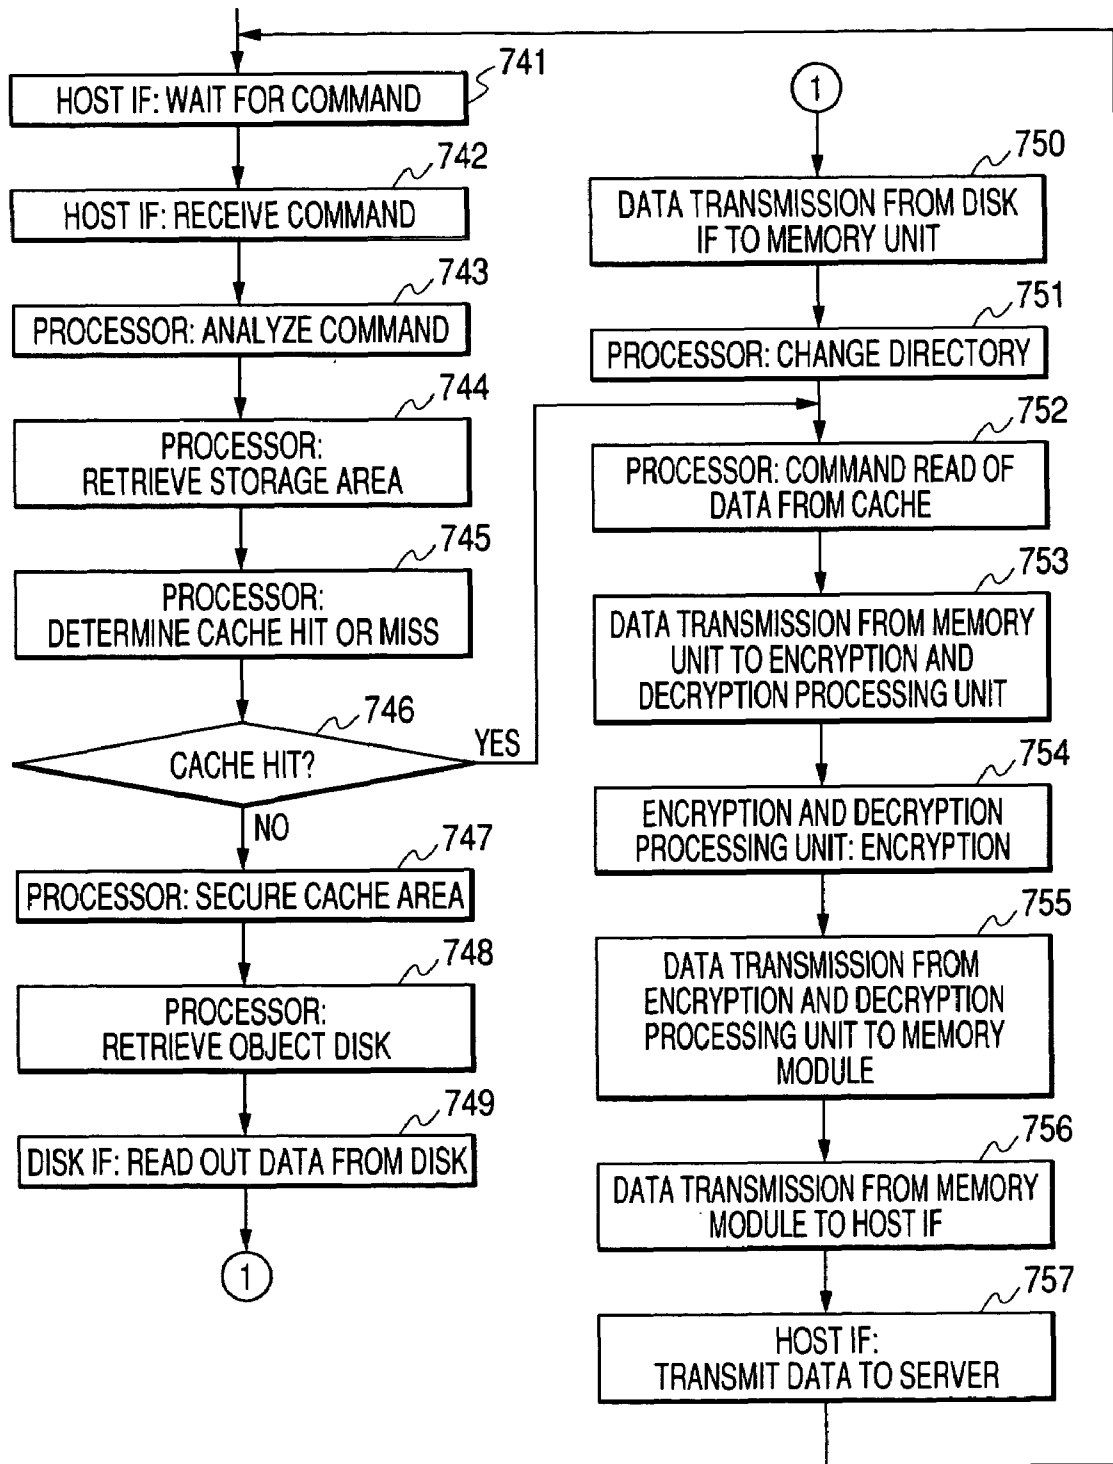 741
HOST IF: WAIT FOR COMMAND
742
HOST IF: RECEIVE COMMAND
743
PROCESSOR: ANALYZE COMMAND
744
PROCESSOR:
RETRIEVE STORAGE AREA
745
PROCESSOR:
DETERMINE CACHE HIT OR MISS
746
CACHE HIT?
YES
NO
747
PROCESSOR: SECURE CACHE AREA
748
PROCESSOR:
RETRIEVE OBJECT DISK
749
DISK IF: READ OUT DATA FROM DISK
1
1
750
DATA TRANSMISSION FROM DISK
IF TO MEMORY UNIT
751
PROCESSOR: CHANGE DIRECTORY
752
PROCESSOR: COMMAND READ OF
DATA FROM CACHE
753
DATA TRANSMISSION FROM MEMORY
UNIT TO ENCRYPTION AND
DECRYPTION PROCESSING UNIT
754
ENCRYPTION AND DECRYPTION
PROCESSING UNIT: ENCRYPTION
755
DATA TRANSMISSION FROM
ENCRYPTION AND DECRYPTION
PROCESSING UNIT TO MEMORY
MODULE
756
DATA TRANSMISSION FROM MEMORY
MODULE TO HOST IF
757
HOST IF:
TRANSMIT DATA TO SERVER